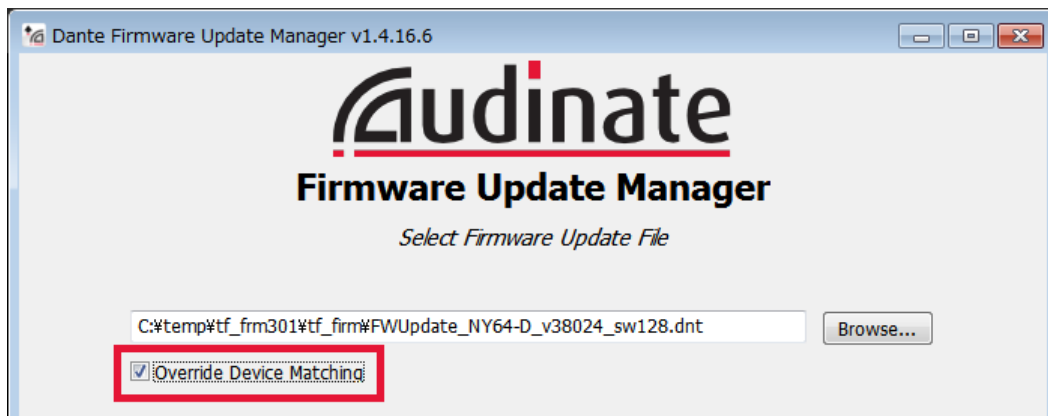 Dante Firmware Update Manager v1.4.16.6
Audinate
Firmware Update Manager
Select Firmware Update File
C:¥temp¥tf_frm301¥tf_firm¥FWUpdate_NY64-D_v38024_sw128.dnt
Browse...
Override Device Matching